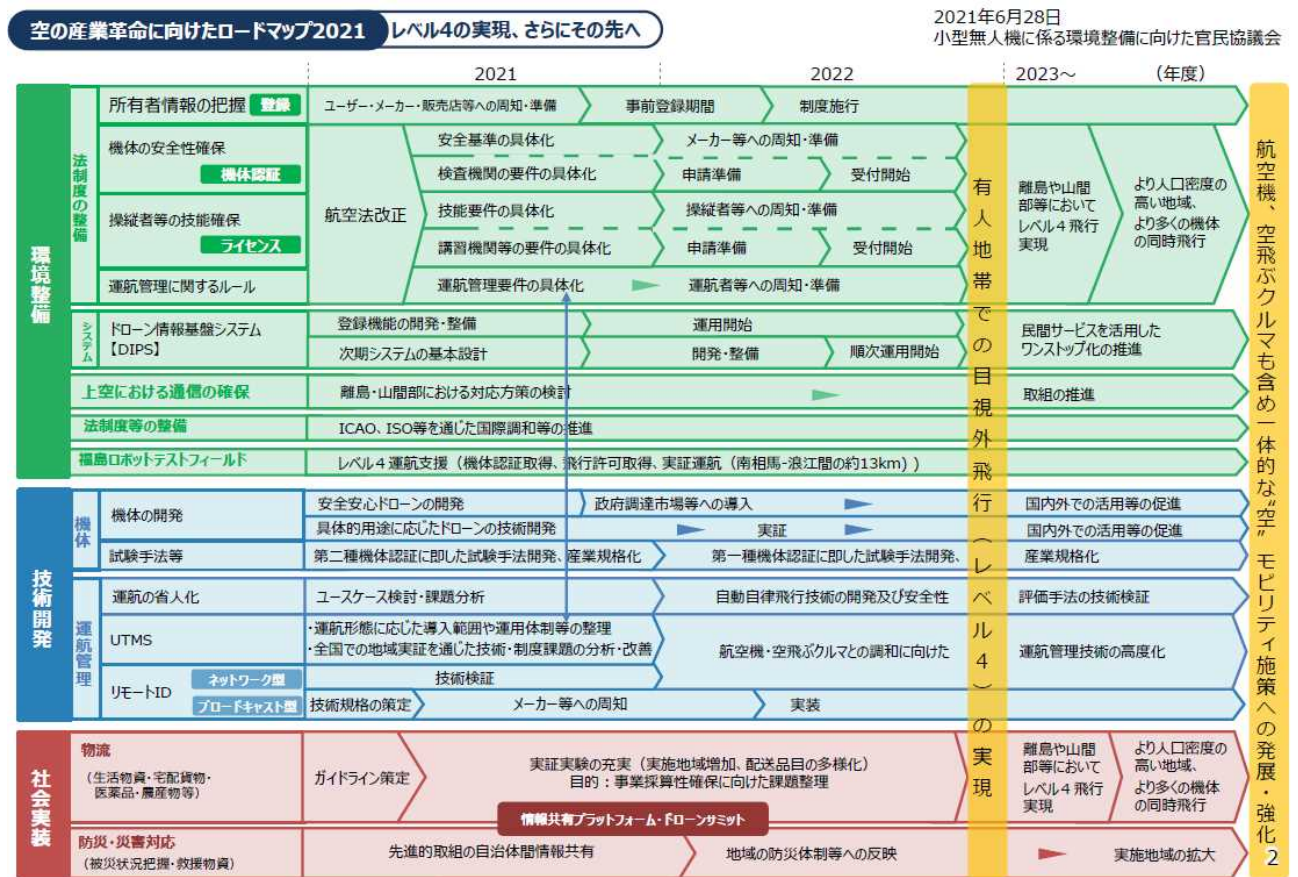 空の産業革命に向けたロードマップ2021
レベル4の実現、さらにその先へ
2021年6月28日
小型無人機に係る環境整備に向けた官民協議会
2021
2022
2023～
（年度）
環境整備
法制度の整備
所有者情報の把握 登録
ユーザー・メーカー・販売店等への周知・準備
事前登録期間
制度施行
機体の安全性確保
機体認証
航空法改正
安全基準の具体化
メーカー等への周知・準備
検査機関の要件の具体化
申請準備
受付開始
操縦者等の技能確保
ライセンス
技能要件の具体化
操縦者等への周知・準備
講習機関等の要件の具体化
申請準備
受付開始
運航管理に関するルール
運航管理要件の具体化
運航者等への周知・準備
離島や山間
部等において
レベル4 飛行
実現
より人口密度の
高い地域、
より多くの機体
の同時飛行
システム
ドローン情報基盤システム
【DIPS】
登録機能の開発・整備
運用開始
次期システムの基本設計
開発・整備
順次運用開始
民間サービスを活用した
ワンストップ化の推進
上空における通信の確保
離島・山間部における対応方策の検討
取組の推進
法制度等の整備
ICAO、ISO等を通じた国際調和等の推進
福島ロボットテストフィールド
レベル4運航支援（機体認証取得、飛行許可取得、実証運航（南相馬-浪江間の約13km)）
技術開発
機体
機体の開発
安全安心ドローンの開発
政府調達市場等への導入
国内外での活用等の促進
具体的用途に応じたドローンの技術開発
実証
国内外での活用等の促進
試験手法等
第二種機体認証に即した試験手法開発、産業規格化
第一種機体認証に即した試験手法開発、
産業規格化
運航管理
運航の省人化
ユースケース検討・課題分析
自動自律飛行技術の開発及び安全性
評価手法の技術検証
UTMS
・運航形態に応じた導入範囲や運用体制等の整理
・全国での地域実証を通じた技術・制度課題の分析・改善
航空機・空飛ぶクルマとの調和に向けた
運航管理技術の高度化
リモートID
ネットワーク型
技術検証
ブロードキャスト型
技術規格の策定
メーカー等への周知
実装
社会実装
物流
（生活物資・宅配貨物・
医薬品・農産物等）
ガイドライン策定
実証実験の充実（実施地域増加、配送品目の多様化）
目的：事業採算性確保に向けた課題整理
離島や山間
部等において
レベル4 飛行
実現
より人口密度の
高い地域、
より多くの機体
の同時飛行
情報共有プラットフォーム・ドローンサミット
防災・災害対応
（被災状況把握・救援物資）
先進的取組の自治体間情報共有
地域の防災体制等への反映
実施地域の拡大
有人地帯での目視外飛行（レベル4）の実現
航空機、空飛ぶクルマも含め一体的な“空”モビリティ施策への発展・強化
2